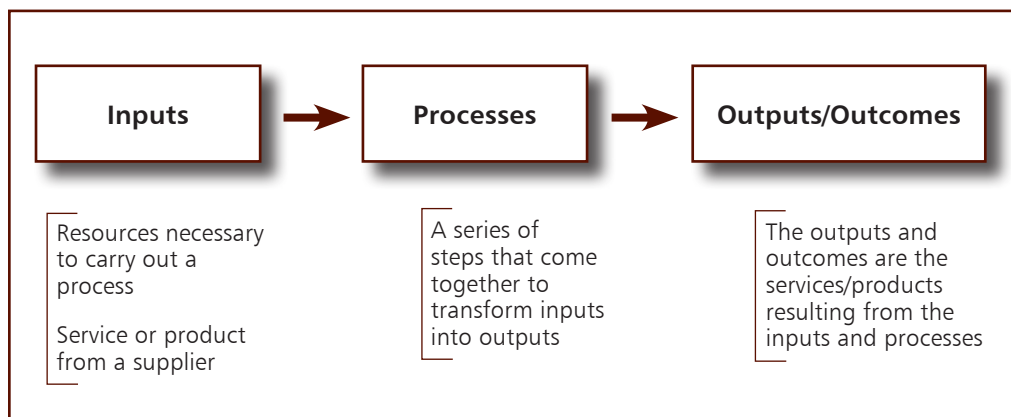 Inputs
Processes
Outputs/Outcomes
Resources necessary
to carry out a
process
Service or product
from a supplier
A series of
steps that come
together to
transform inputs
into outputs
The outputs and
outcomes are the
services/products
resulting from the
inputs and processes